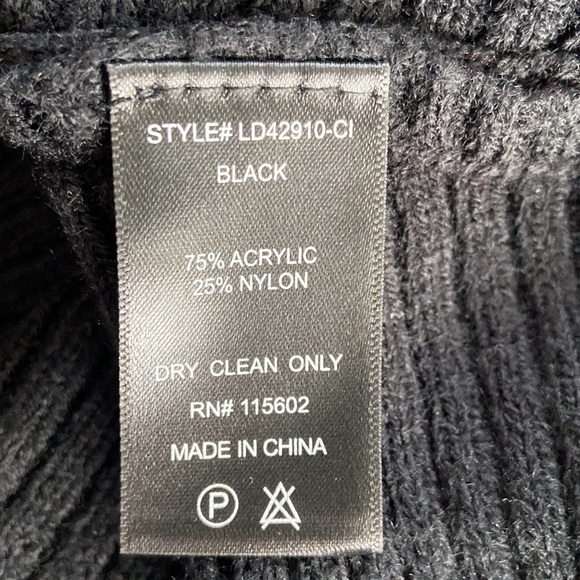 STYLE# LD42910-CI
BLACK
75% ACRYLIC
25% NYLON
DRY CLEAN ONLY
RN# 115602
MADE IN CHINA
P